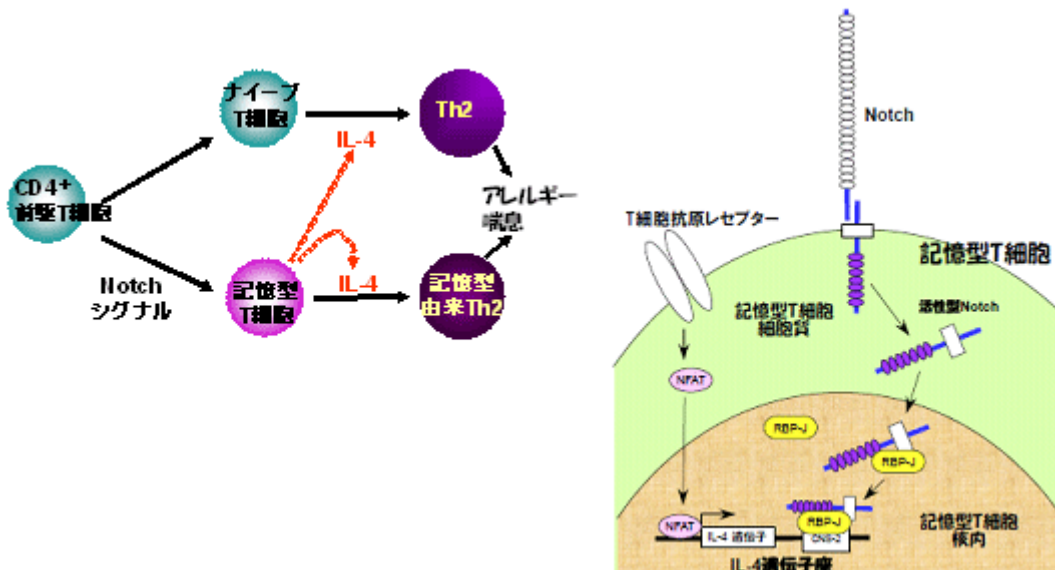 ナイーブ
T細胞
Th2
IL-4
CD4+
前駆T細胞
アレルギー
喘息
Notch
シグナル
記憶型
T細胞
IL-4
記憶型
由来Th2
Notch
T細胞抗原レセプター
記憶型T細胞
記憶型T細胞
細胞質
活性型Notch
NFAT
RBP-J
RBP-J
NFAT
IL-4 遺伝子
RBP-J
CNS-2
IL-4遺伝子座
記憶型T細胞
核内